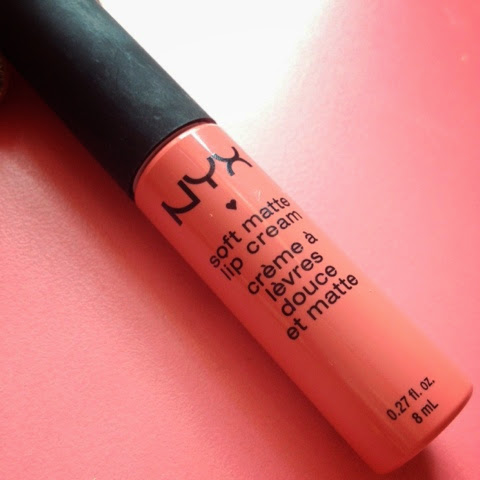 NYX
♥
soft matte
lip cream
crème à
lèvres
douce
et matte
0.27 fl. oz.
8 mL